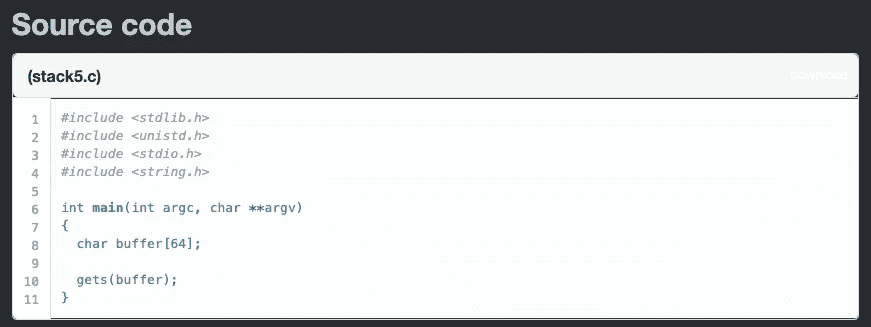 Source code
(stack5.c)
download
1 #include <stdlib.h>
2 #include <unistd.h>
3 #include <stdio.h>
4 #include <string.h>
5
6 int main(int argc, char **argv)
7 {
8 char buffer[64];
9
10 gets(buffer);
11 }